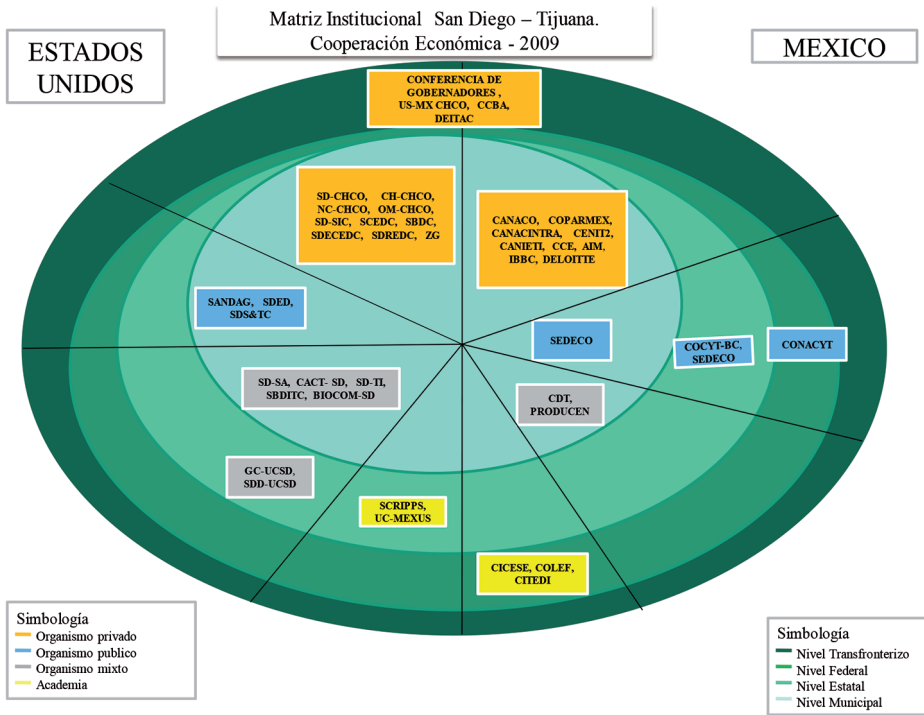 Matriz Institucional San Diego – Tijuana.
Cooperación Económica - 2009
ESTADOS
UNIDOS
MEXICO
CONFERENCIA DE
GOBERNADORES ,
US-MX CHCO, CCBA,
DEITAC
SD-CHCO, CH-CHCO,
NC-CHCO, OM-CHCO,
SD-SIC, SCEDC, SBDC,
SDECEDC, SDREDC, ZG
CANACO, COPARMEX,
CANACINTRA, CENIT2,
CANIETI, CCE, AIM,
IBBC, DELOITTE
SANDAG, SDED,
SDS&TC
SEDECO
COCYT-BC,
SEDECO
CONACYT
SD-SA, CACT- SD, SD-TI,
SBDITC, BIOCOM-SD
CDT,
PRODUCEN
GC-UCSD,
SDD-UCSD
SCRIPPS,
UC-MEXUS
CICESE, COLEF,
CITEDI
Simbología
Organismo privado
Organismo publico
Organismo mixto
Academia
Simbología
Nivel Transfronterizo
Nivel Federal
Nivel Estatal
Nivel Municipal